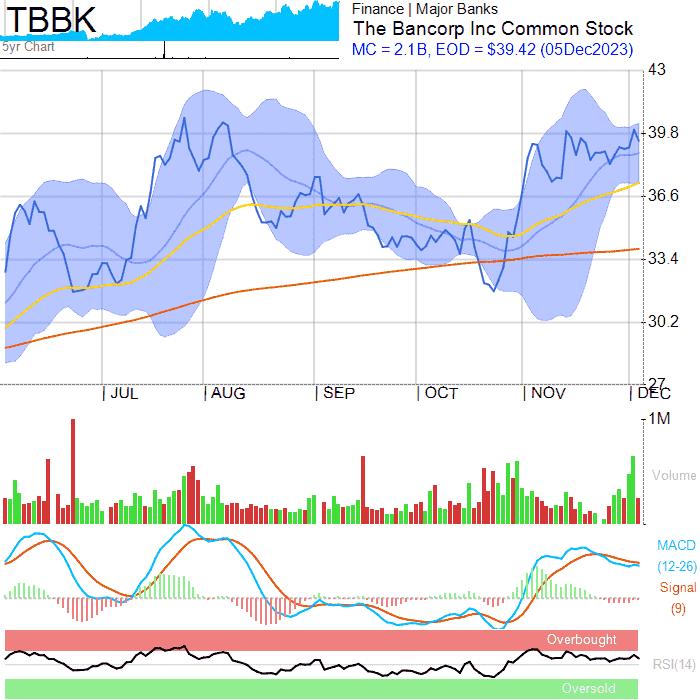 TBBK
5yr Chart
Finance | Major Banks
The Bancorp Inc Common Stock
MC = 2.1B, EOD = $39.42 (05Dec2023)
43
39.8
36.6
33.4
30.2
27
| JUL | AUG | SEP | OCT | NOV | DEC
1M
Volume
MACD
(12-26)
Signal
(9)
Overbought
RSI(14)
Oversold